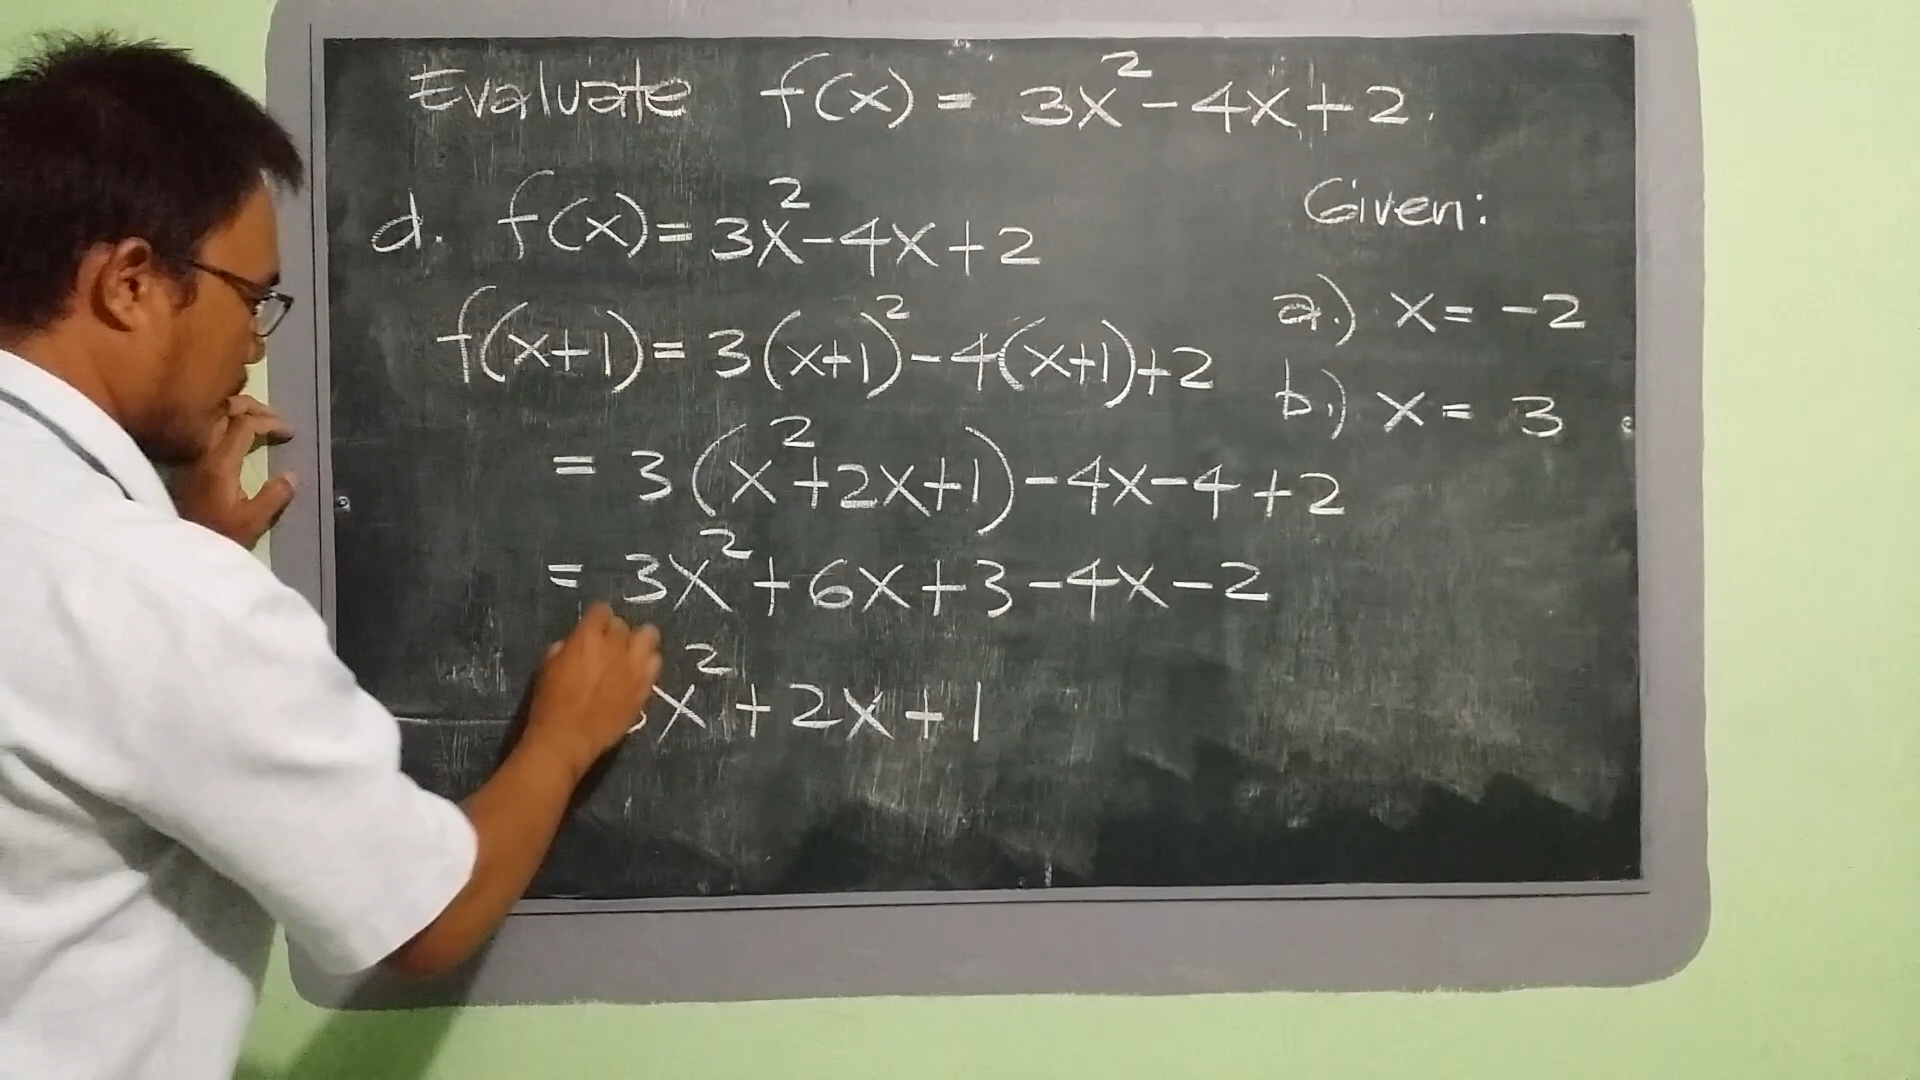 Evaluate f(x) = 3x² - 4x + 2.
d. f(x) = 3x² - 4x + 2
f(x+1) = 3(x+1)² - 4(x+1) + 2
= 3(x² + 2x + 1) - 4x - 4 + 2
= 3x² + 6x + 3 - 4x - 2
3x² + 2x + 1
Given:
a.) x = -2
b.) x = 3